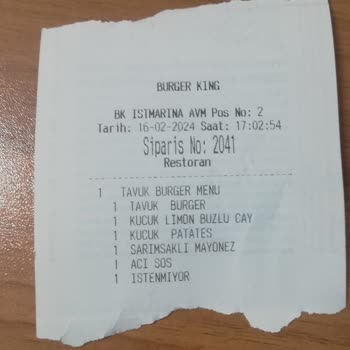 BURGER KING
BK ISTMARINA AVM Pos No: 2
Tarih: 16-02-2024 Saat: 17:02:54
Siparis No: 2041
Restoran
1 TAVUK BURGER MENU
1 TAVUK BURGER
1 KUCUK LIMON BUZLU CAY
1 KUCUK PATATES
1 SARIMSAKLI MAYONEZ
1 ACI SOS
1 ISTENMIYOR